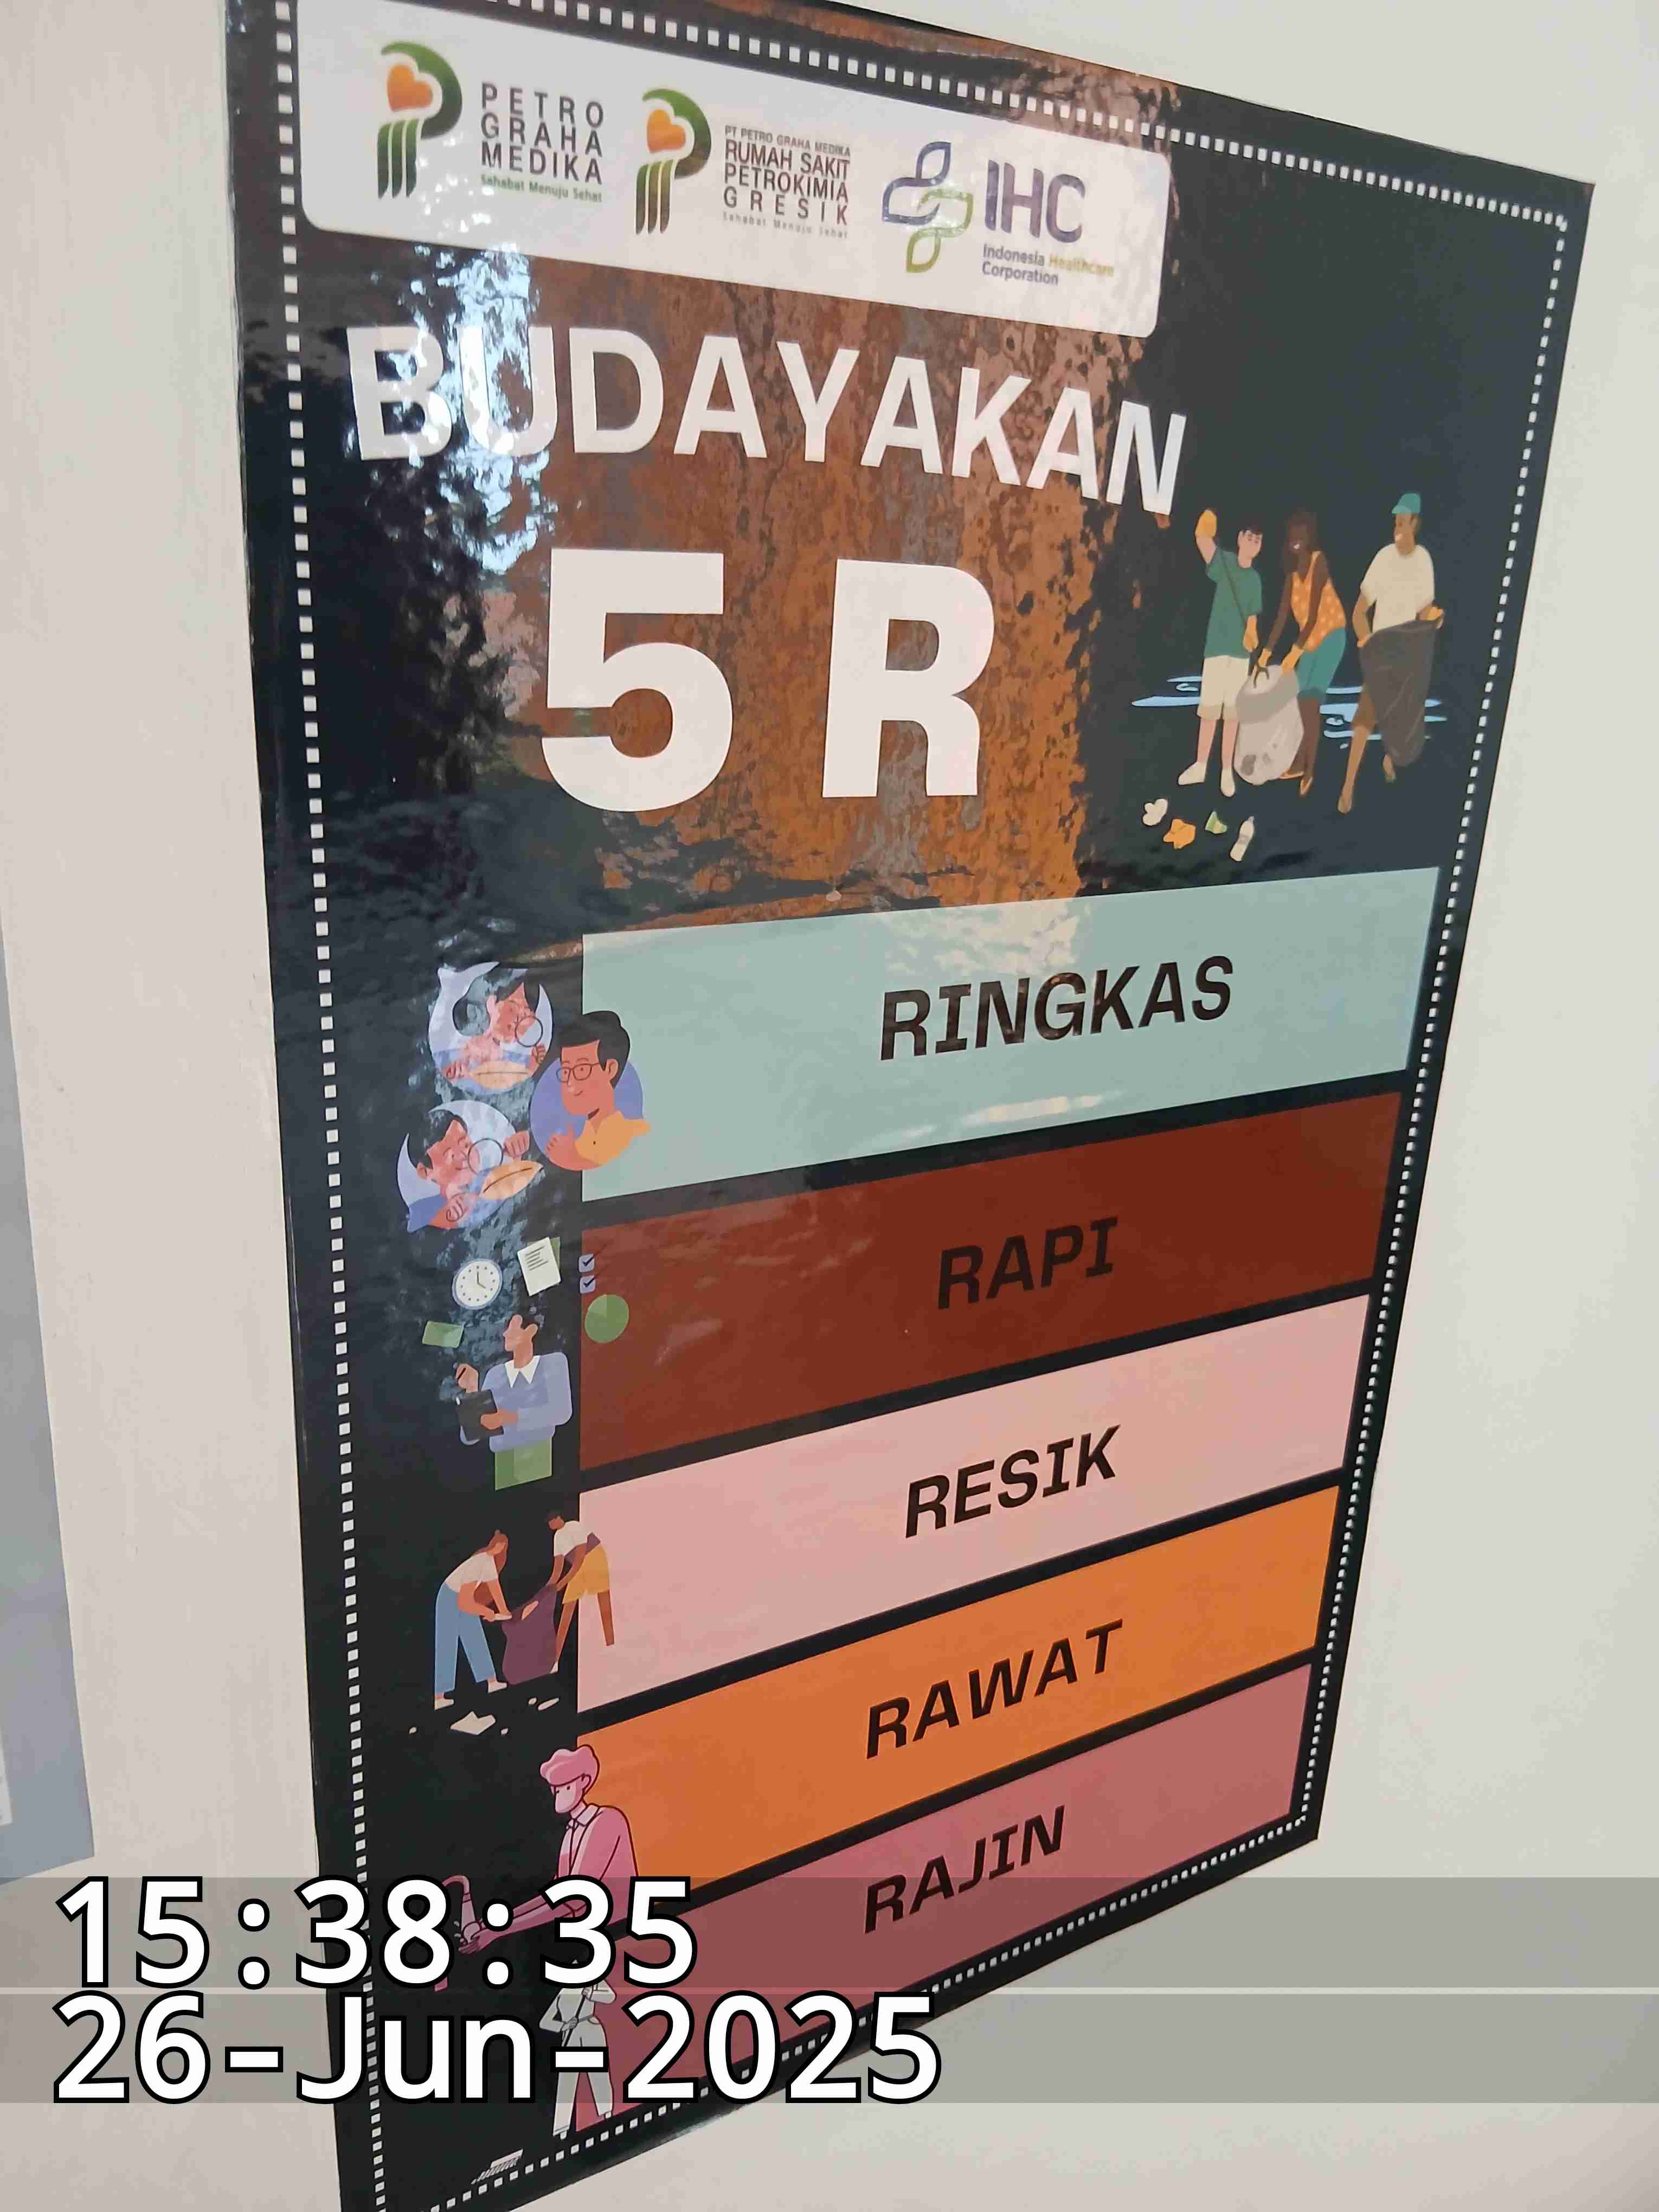 PETRO
GRAHA
MEDIKA
Sahabat Menuju Sehat
PT PETRO GRAHA MEDIKA
RUMAH SAKIT
PETROKIMIA
GRESIK
Sahabat Menuju Sehat
IHC
Indonesia Healthcare
Corporation
BUDAYAKAN
5 R
RINGKAS
RAPI
RESIK
RAWAT
RAJIN
15:38:35
26-Jun-2025